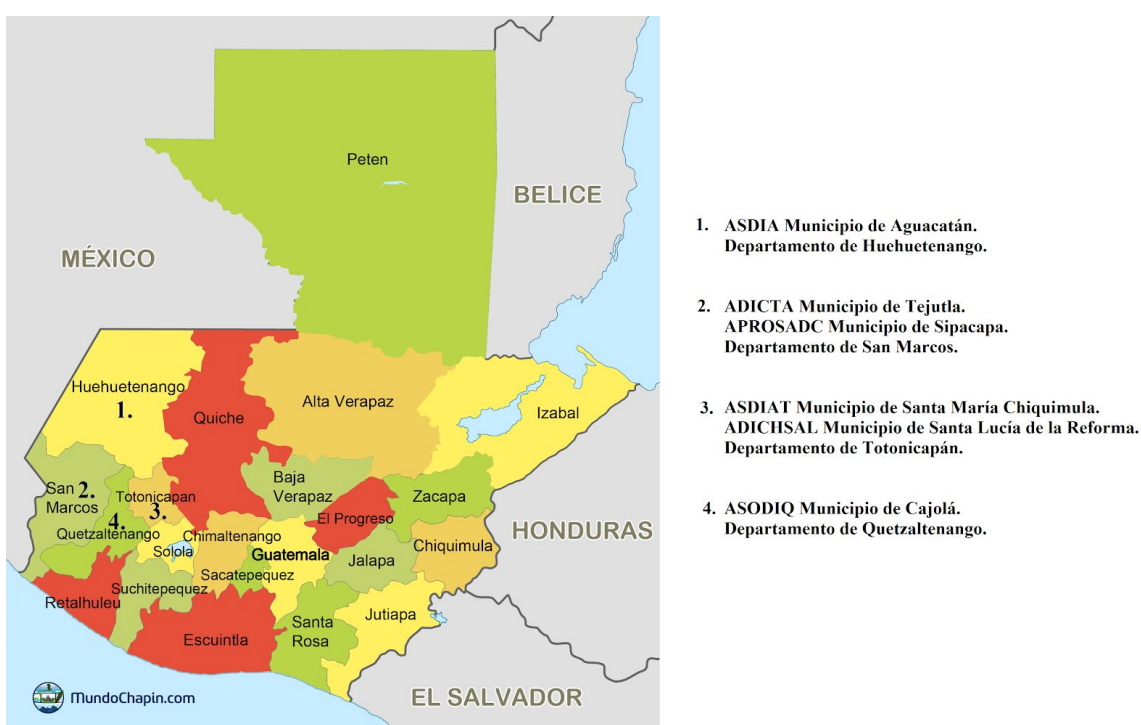 Peten
BELICE
MÉXICO
Huehuetenango
1.
Quiche
Alta Verapaz
Izabal
San 2.
Marcos
Totonicapan
3.
Baja
Verapaz
Zacapa
El Progreso
4.
Quetzaltenango
Solola
Chimaltenango
Guatemala
HONDURAS
Chiquimula
Jalapa
Sacatepequez
Suchitepequez
Retalhuleu
Escuintla
Santa
Rosa
Jutiapa
EL SALVADOR
MundoChapin.com
1. ASDIA Municipio de Aguacatán.
Departamento de Huehuetenango.
2. ADICTA Municipio de Tejutla.
APROSADC Municipio de Sipacapa.
Departamento de San Marcos.
3. ASDIAT Municipio de Santa María Chiquimula.
ADICHSAL Municipio de Santa Lucía de la Reforma.
Departamento de Totonicapán.
4. ASODIQ Municipio de Cajolá.
Departamento de Quetzaltenango.